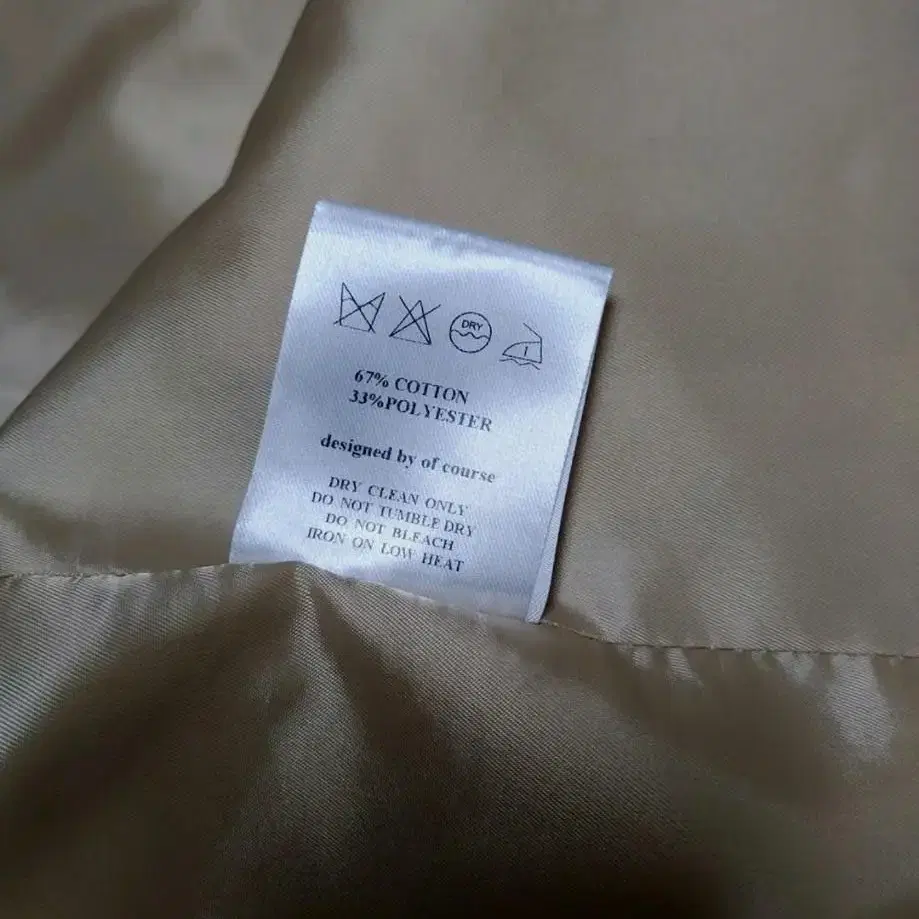 DRY
67% COTTON
33%POLYESTER
designed by of course
DRY CLEAN ONLY
DO NOT TUMBLE DRY
DO NOT BLEACH
IRON ON LOW HEAT